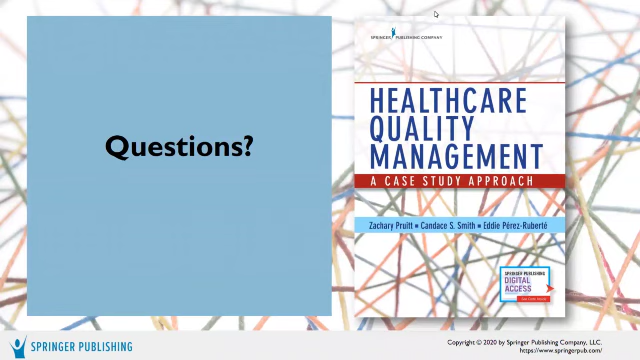 Questions?
SPRINGER PUBLISHING COMPANY
HEALTHCARE
QUALITY
MANAGEMENT
A CASE STUDY APPROACH
Zachary Pruitt ▪ Candace S. Smith ▪ Eddie Pérez-Ruberté
SPRINGER PUBLISHING
DIGITAL
ACCESS
SPRINGER PUBLISHING
Copyright © 2020 by Springer Publishing Company, LLC.
https://www.springerpub.com/